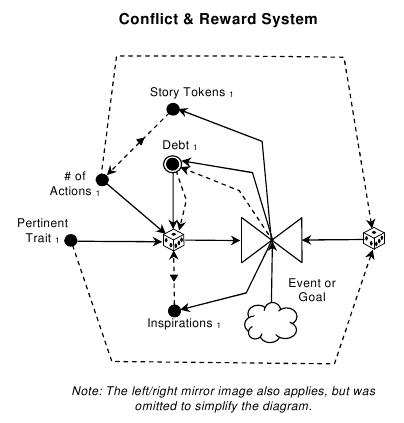 Conflict & Reward System
Story Tokens 1
Debt 1
# of
Actions 1
Pertinent
Trait 1
Event or
Goal
Inspirations 1
Note: The left/right mirror image also applies, but was
omitted to simplify the diagram.